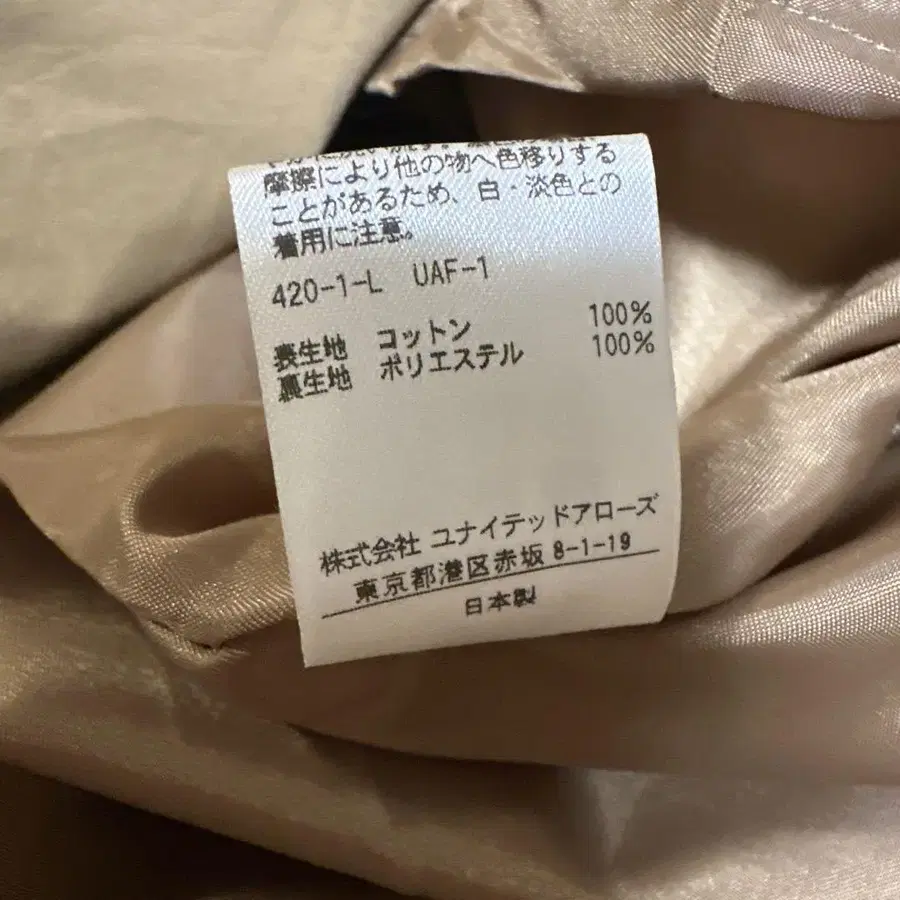 摩擦により他の物へ色移りする
ことがあるため、白・淡色との
着用に注意。
420-1-L UAF-1
表生地 コットン 100%
裏生地 ポリエステル 100%
株式会社 ユナイテッドアローズ
東京都港区赤坂8-1-19
日本製